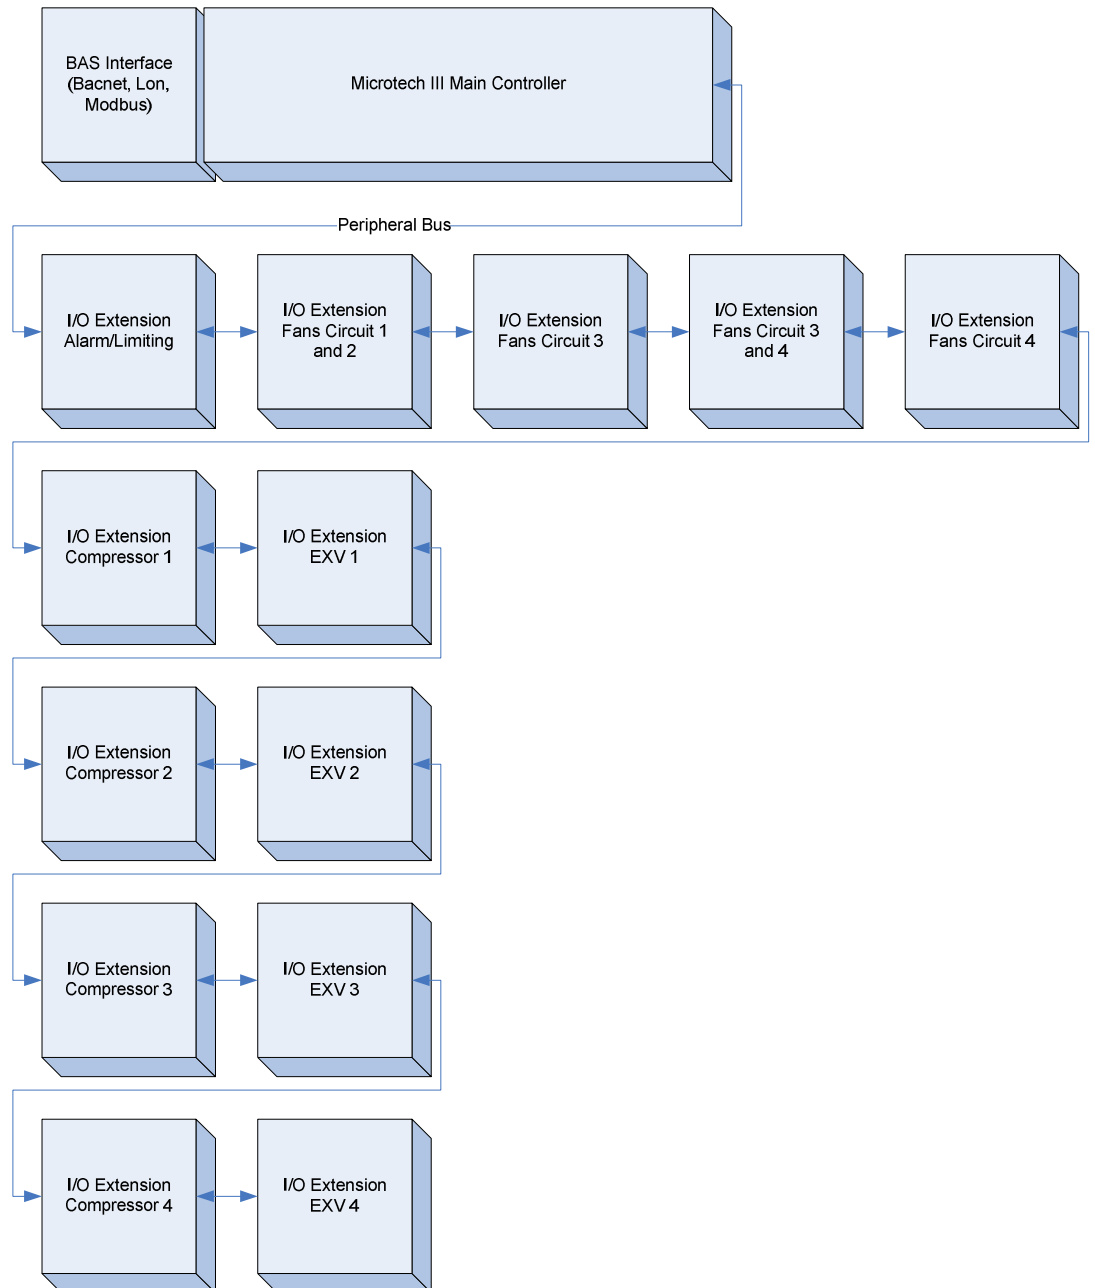 BAS Interface
(Bacnet, Lon,
Modbus)
Microtech III Main Controller
Peripheral Bus
I/O Extension
Alarm/Limiting
I/O Extension
Fans Circuit 1
and 2
I/O Extension
Fans Circuit 3
I/O Extension
Fans Circuit 3
and 4
I/O Extension
Fans Circuit 4
I/O Extension
Compressor 1
I/O Extension
EXV 1
I/O Extension
Compressor 2
I/O Extension
EXV 2
I/O Extension
Compressor 3
I/O Extension
EXV 3
I/O Extension
Compressor 4
I/O Extension
EXV 4